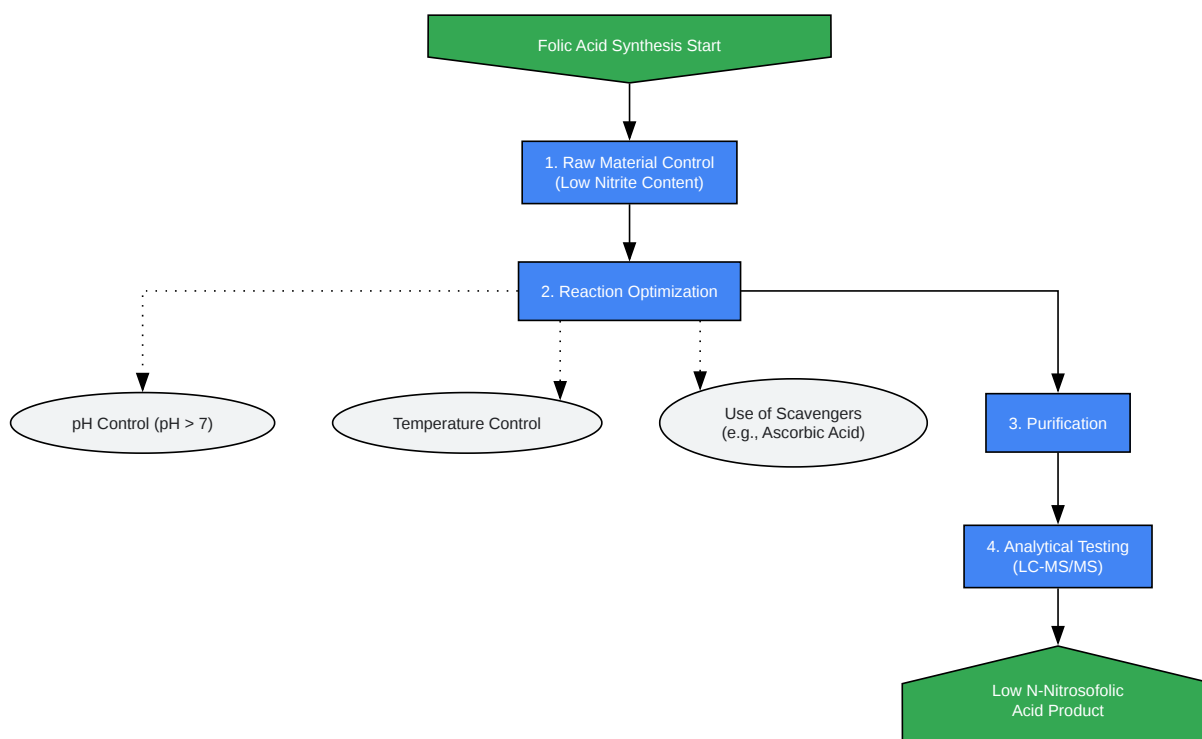 Folic Acid Synthesis Start
1. Raw Material Control
(Low Nitrite Content)
2. Reaction Optimization
pH Control (pH > 7)
Temperature Control
Use of Scavengers
(e.g., Ascorbic Acid)
3. Purification
4. Analytical Testing
(LC-MS/MS)
Low N-Nitrosofolic
Acid Product